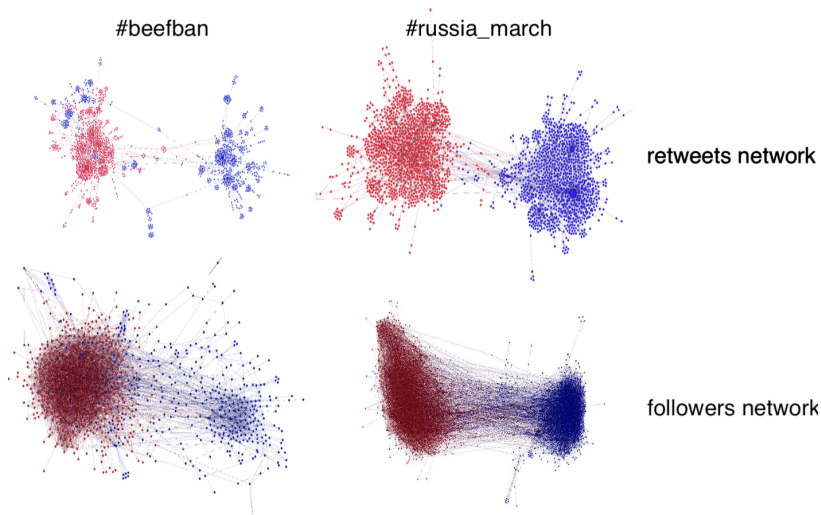 #beefban
#russia_march
retweets network
followers network